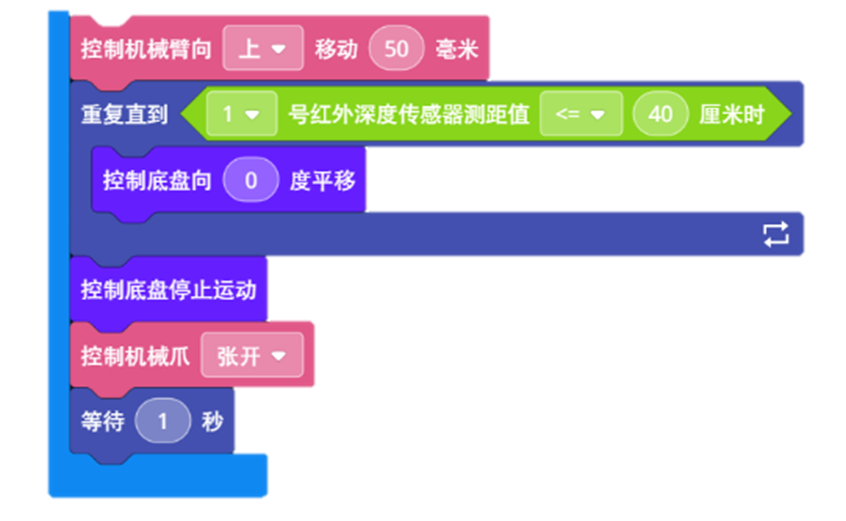 控制机械臂向 上 移动 50 毫米
重复直到 1 号红外深度传感器测距值 <= 40 厘米时
控制底盘向 0 度平移
控制底盘停止运动
控制机械爪 张开
等待 1 秒